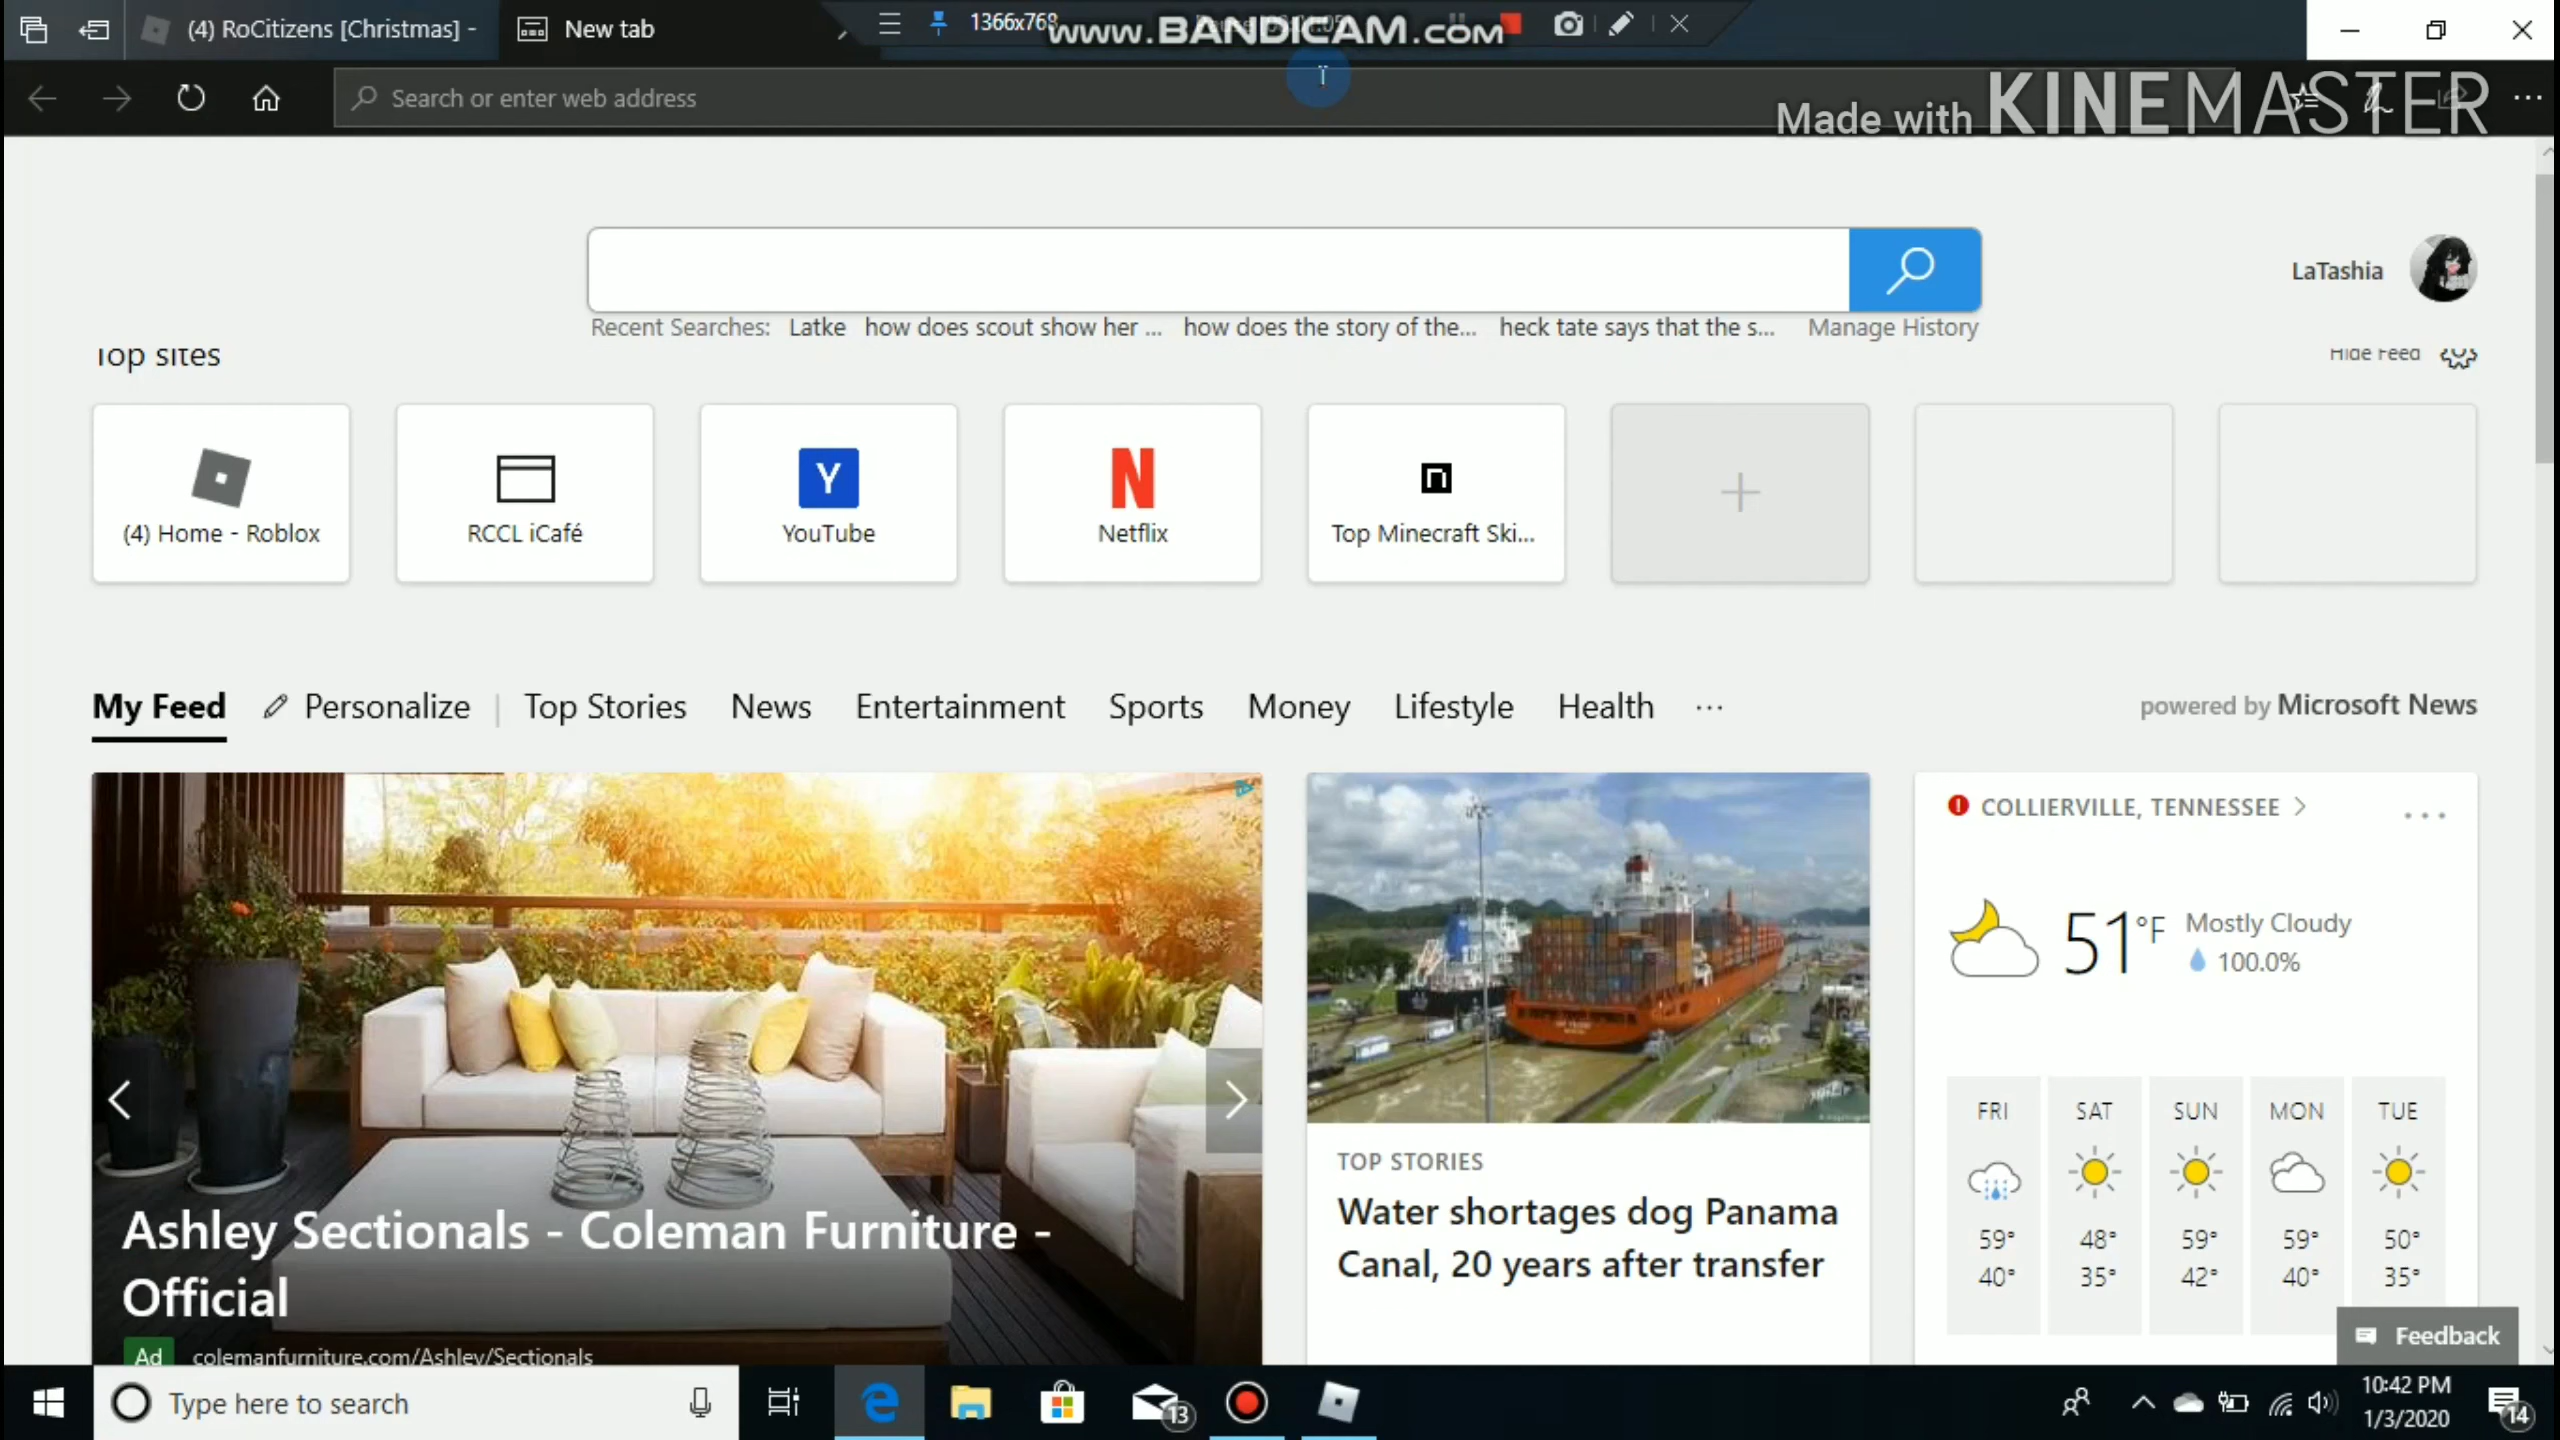 (4) RoCitizens [Christmas] -
New tab
1366x768
www.BANDICAM.com
Search or enter web address
Made with KINEMASTER
LaTashia
Recent Searches: Latke how does scout show her ... how does the story of the... heck tate says that the s... Manage History
Top sites
Hide Feed
(4) Home - Roblox
RCCL iCafé
Y
YouTube
N
Netflix
n
Top Minecraft Ski...
My Feed
Personalize
Top Stories
News
Entertainment
Sports
Money
Lifestyle
Health
...
powered by Microsoft News
Ashley Sectionals - Coleman Furniture -
Official
Ad colemanfurniture.com/Ashley/Sectionals
TOP STORIES
Water shortages dog Panama
Canal, 20 years after transfer
COLLIERVILLE, TENNESSEE
51°F Mostly Cloudy
100.0%
FRI SAT SUN MON TUE
59° 48° 59° 59° 50°
40° 35° 42° 40° 35°
Feedback
Type here to search
13
10:42 PM
1/3/2020
14